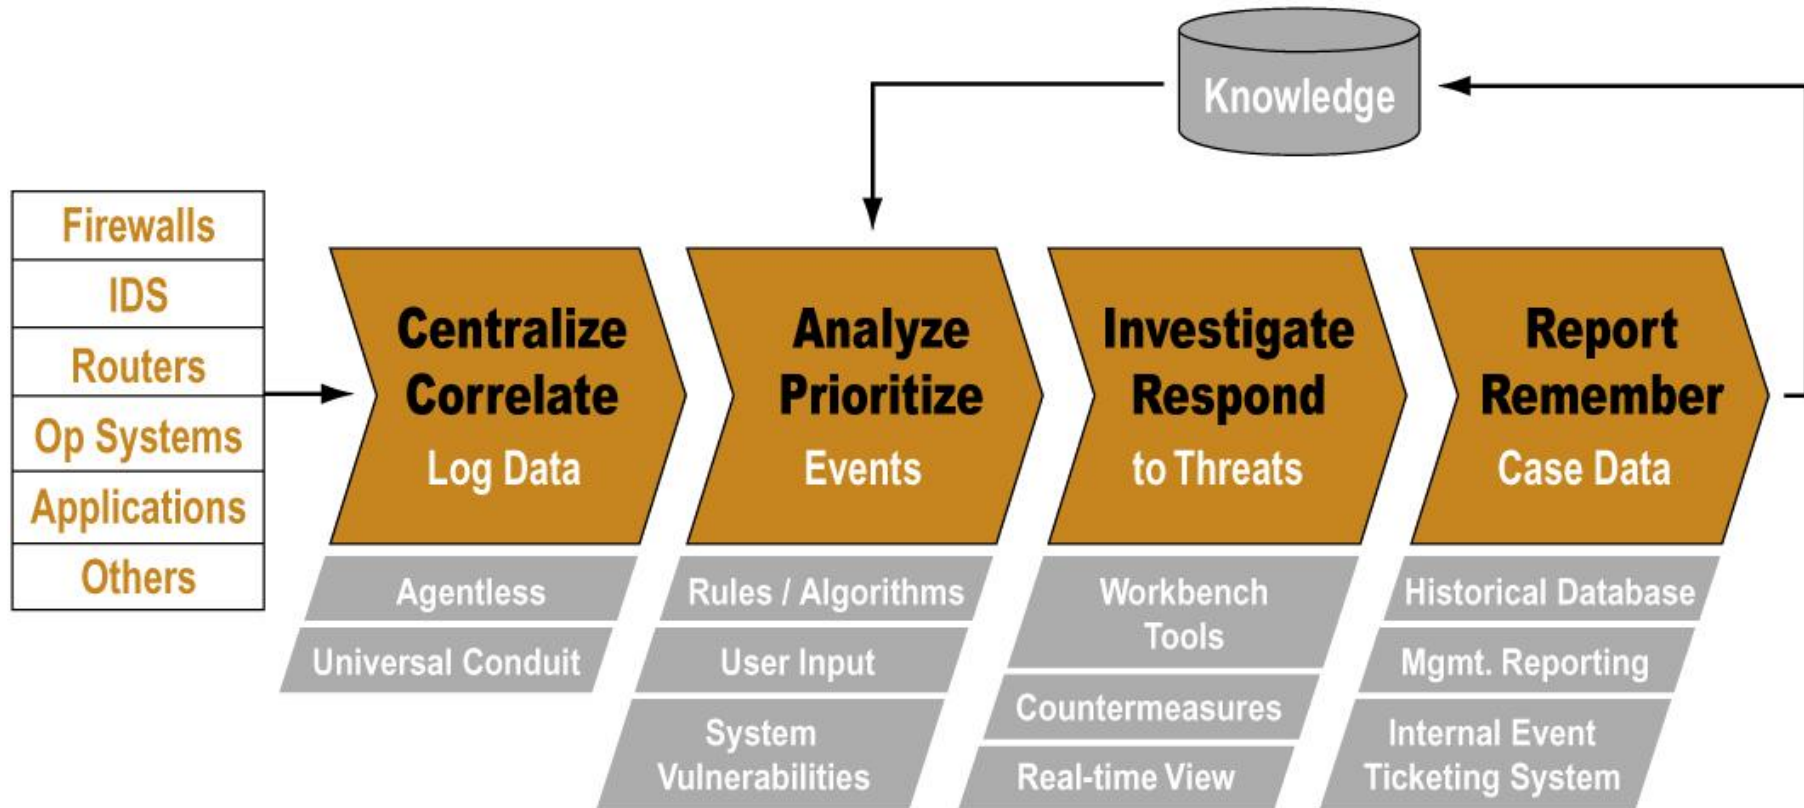 Knowledge
Firewalls
IDS
Routers
Op Systems
Applications
Others
Centralize
Correlate
Log Data
Agentless
Universal Conduit
Analyze
Prioritize
Events
Rules / Algorithms
User Input
System
Vulnerabilities
Investigate
Respond
to Threats
Workbench
Tools
Countermeasures
Real-time View
Report
Remember
Case Data
Historical Database
Mgmt. Reporting
Internal Event
Ticketing System